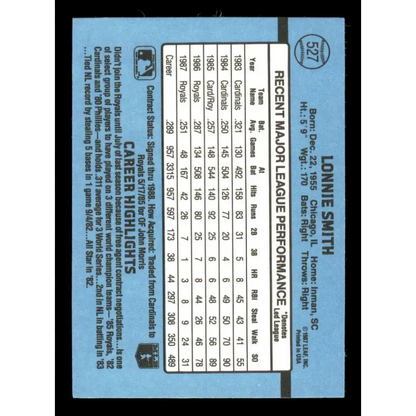 527
LONNIE SMITH
©1987 LEAF, INC.
Printed in USA
Born: Dec. 22, 1955 Chicago, IL Home: Inman, SC
Ht.: 5' 9" Wgt.: 170 Bats: Right Throws: Right
RECENT MAJOR LEAGUE PERFORMANCE *Denotes Led League
Year Team Bat. At
Name Avg. Games Bat Hits Runs 2B 3B HR RBI Steal Walk SO
1983 Cardinals .321 130 492 158 83 31 5 8 45 43 41 55
1984 Cardinals .250 145 504 126 77 20 4 6 49 50 70 90
1985 Card/Roy .257 148 544 140 92 25 6 6 48 52 56 89
1986 Royals .287 134 508 146 80 25 7 8 44 26 46 78
1987 Royals .251 48 167 42 26 7 1 3 8 9 24 31
Career .289 957 3315 957 597 173 38 44 297 308 350 489
Contract Status: Signed thru 1988. How Acquired: Traded from Cardinals to
Royals 5/17/85 for John Morris
CAREER HIGHLIGHTS
Didn't join the Royals until July of last season because of free agent contract negotiations...Is one
of select group of players to have played on 3 different world champion teams—'85 Royals, '82
Cardinals and '80 Phillies—and holds .311 average for 3 World Series...2nd in NL in batting in '83
...Tied NL record by stealing 5 bases in 1 game 9/4/82...All Star in '82.